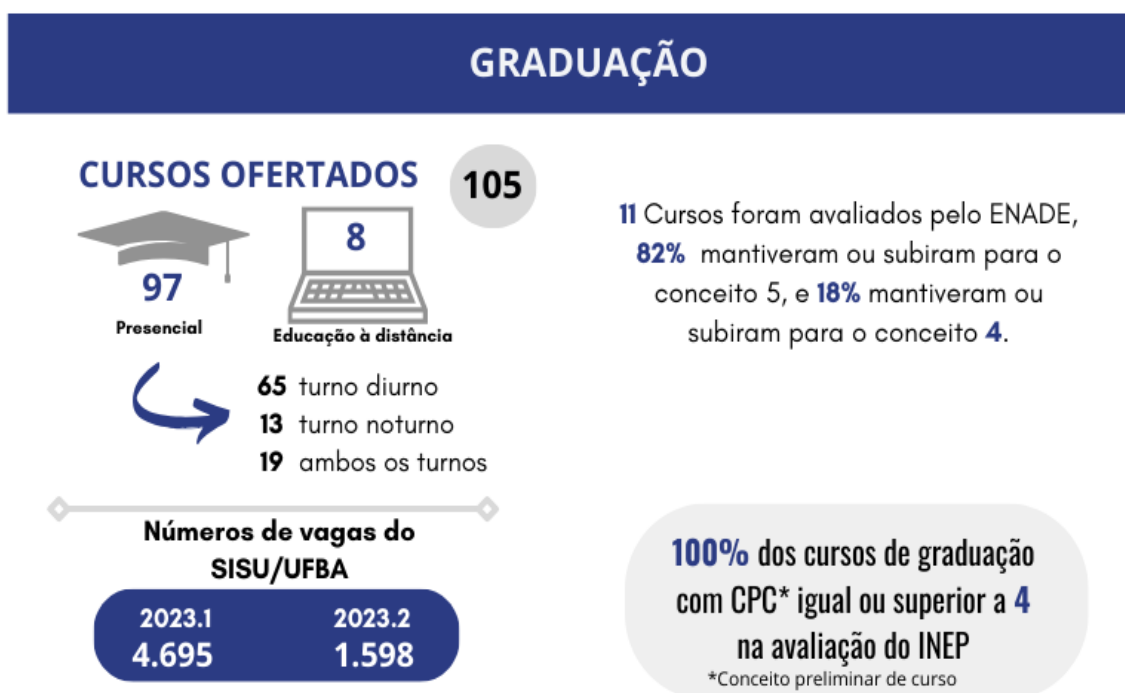 GRADUAÇÃO
CURSOS OFERTADOS
105
97
Presencial
8
Educação à distância
65 turno diurno
13 turno noturno
19 ambos os turnos
Números de vagas do
SISU/UFBA
2023.1 2023.2
4.695 1.598
11 Cursos foram avaliados pelo ENADE,
82% mantiveram ou subiram para o
conceito 5, e 18% mantiveram ou
subiram para o conceito 4.
100% dos cursos de graduação
com CPC* igual ou superior a 4
na avaliação do INEP
*Conceito preliminar de curso